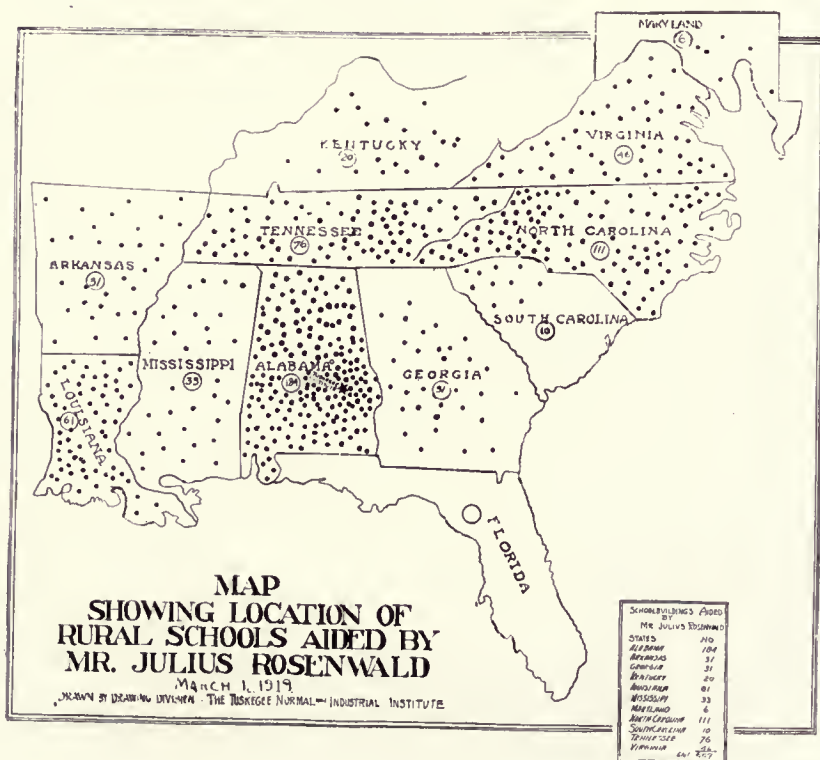 MARYLAND
6
VIRGINIA
46
KENTUCKY
20
TENNESSEE
76
NORTH CAROLINA
111
ARKANSAS
31
SOUTH CAROLINA
10
MISSISSIPPI
33
ALABAMA
184
GEORGIA
31
LOUISIANA
61
FLORIDA
MAP
SHOWING LOCATION OF
RURAL SCHOOLS AIDED BY
MR. JULIUS ROSENWALD
MARCH 1, 1919
DRAWN BY DRAWING DIVISION - THE TUSKEGEE NORMAL AND INDUSTRIAL INSTITUTE
SCHOOLBUILDINGS AIDED
BY
MR JULIUS ROSENWALD
STATES NO
ALABAMA 184
ARKANSAS 31
GEORGIA 31
KENTUCKY 20
LOUISIANA 61
MISSISSIPPI 33
MARYLAND 6
NORTH CAROLINA 111
SOUTH CAROLINA 10
TENNESSEE 76
VIRGINIA 46